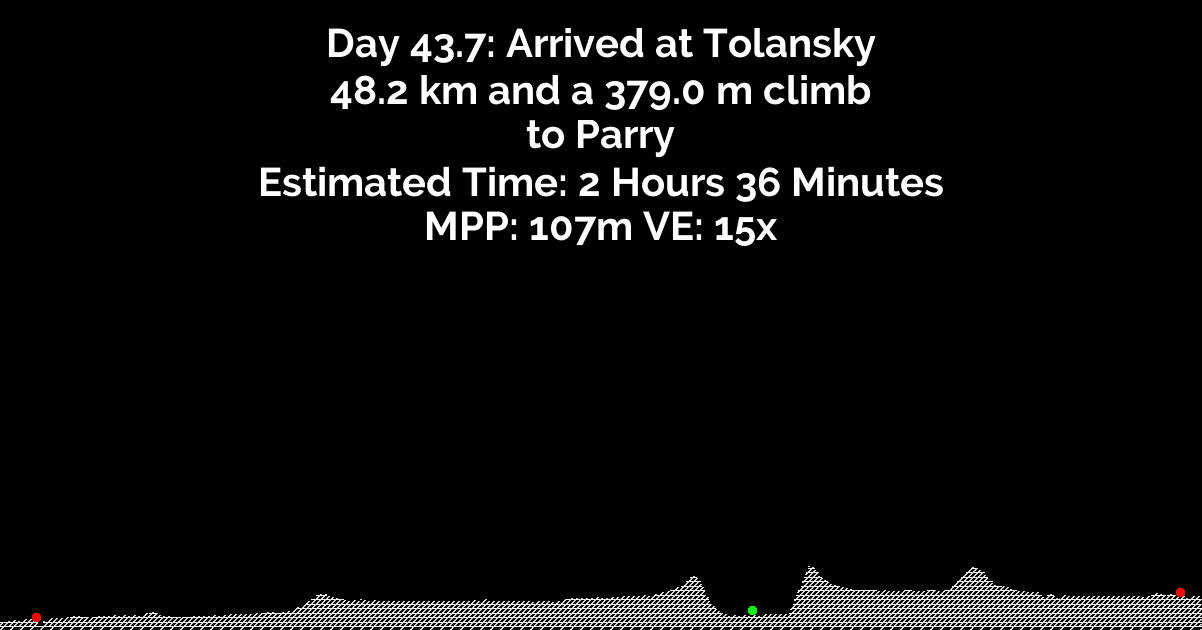 Day 43.7: Arrived at Tolansky
48.2 km and a 379.0 m climb
to Parry
Estimated Time: 2 Hours 36 Minutes
MPP: 107m VE: 15x